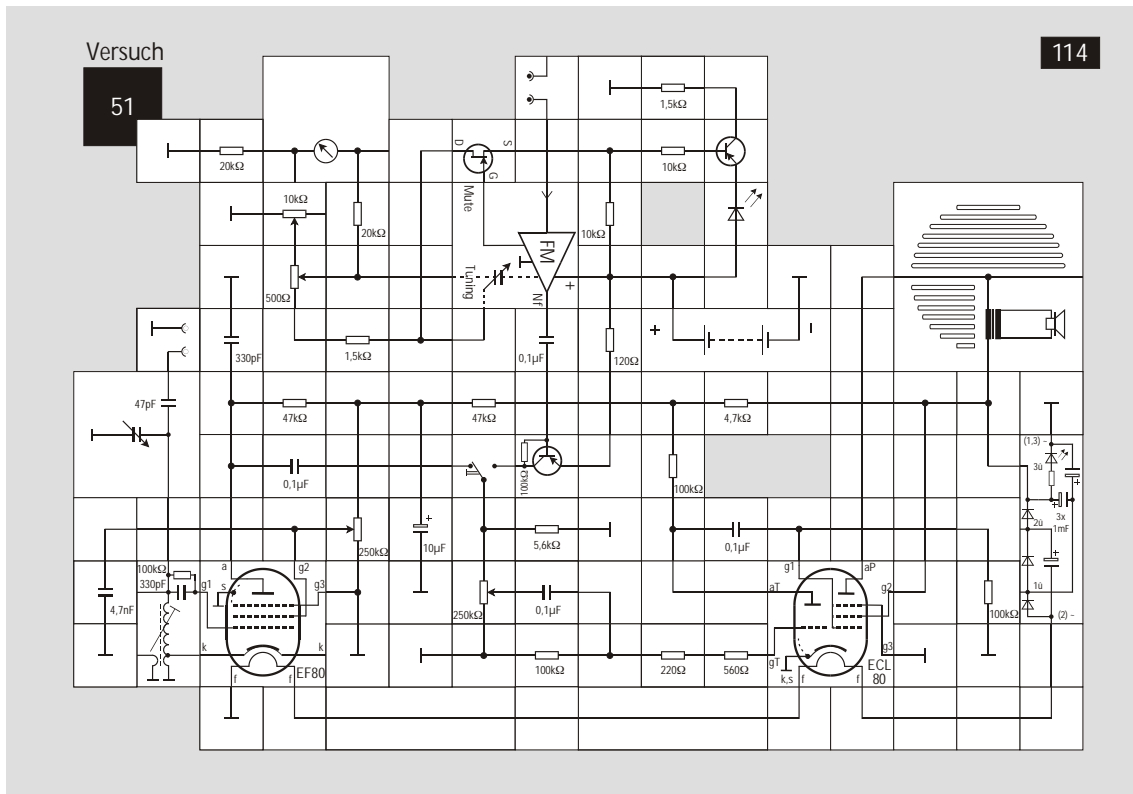 Versuch
51
114
1,5kΩ
20kΩ
D
S
G
10kΩ
10kΩ
Mute
20kΩ
10kΩ
FM
500Ω
Tuning
+
Nf
1,5kΩ
330pF
0,1µF
120Ω
+
-
47pF
47kΩ
47kΩ
4,7kΩ
0,1µF
100kΩ
100kΩ
(1,3) ~
3ü
3x
1mF
2ü
1ü
(2) ~
+
+
+
250kΩ
+
10µF
5,6kΩ
0,1µF
100kΩ
330pF
4,7nF
g1
a
s
g2
g3
k
k
f
f
EF80
250kΩ
0,1µF
100kΩ
220Ω
560Ω
g1
aP
aT
g2
g3
gT
k,s
f
f
ECL
80
100kΩ